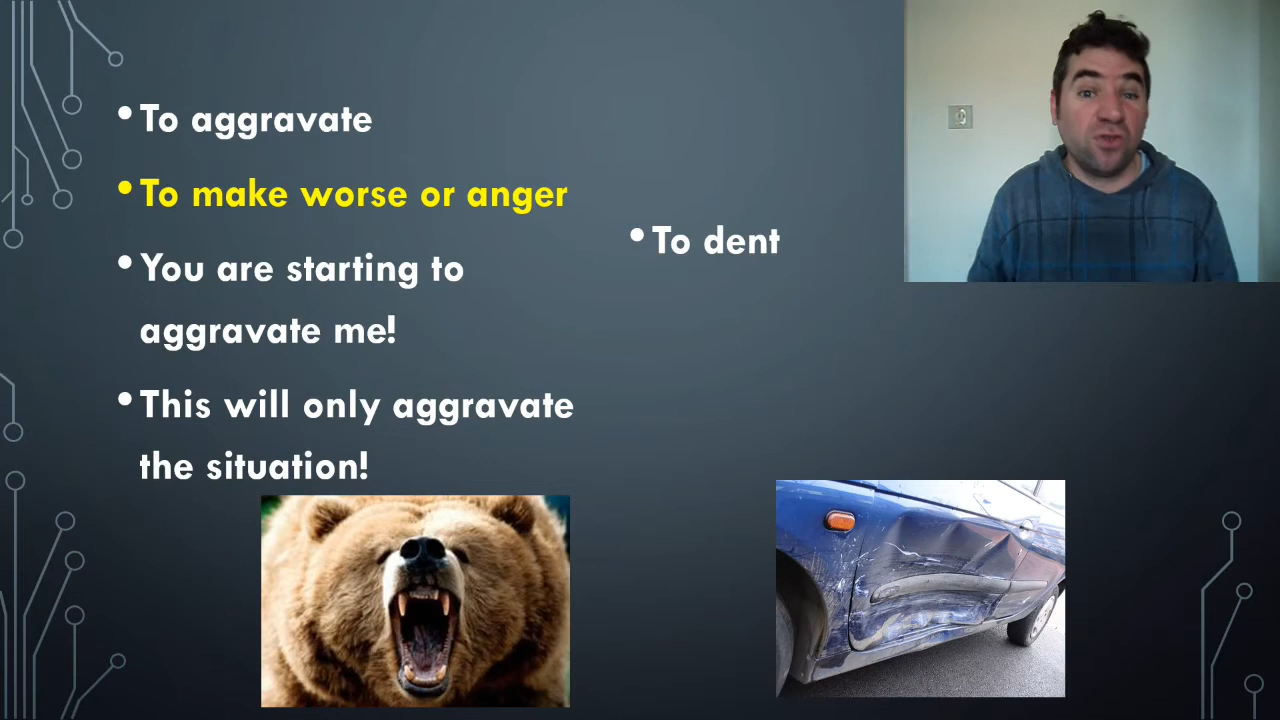 To aggravate
To make worse or anger
You are starting to
aggravate me!
This will only aggravate
the situation!
To dent